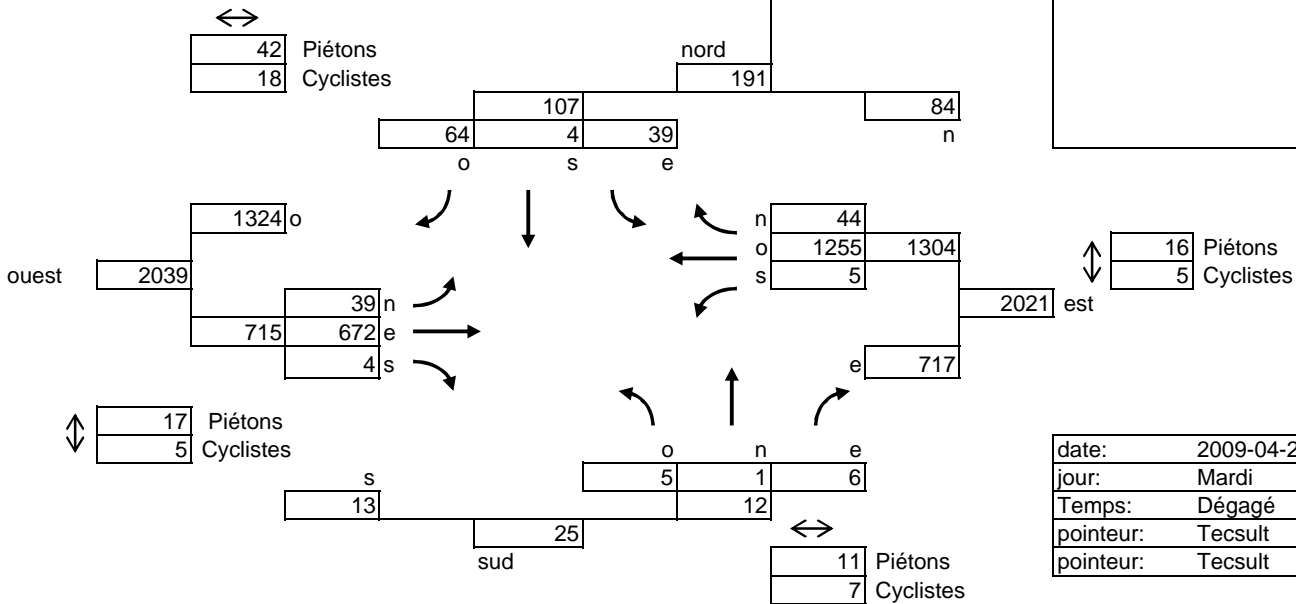 42 Piétons
18 Cyclistes
nord
191
107
84
64 4 39
n
o s e
1324 o
n 44
o 1255 1304
s 5
16 Piétons
5 Cyclistes
ouest 2039
39 n
715 672 e
4 s
2021 est
e 717
17 Piétons
5 Cyclistes
o n e
5 1 6
s
13
12
25
sud
11 Piétons
7 Cyclistes
date: 2009-04-2
jour: Mardi
Temps: Dégagé
pointeur: Tecsult
pointeur: Tecsult